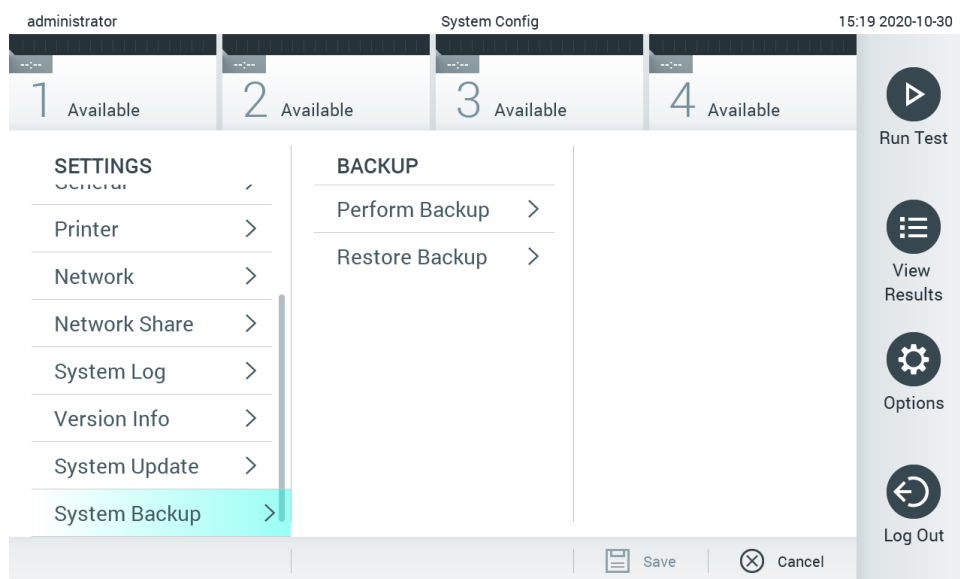 administrator
System Config
15:19 2020-10-30
--:--
--:--
--:--
--:--
1 Available
2 Available
3 Available
4 Available
Run Test
View
Results
Options
Log Out
SETTINGS
General
Printer
Network
Network Share
System Log
Version Info
System Update
System Backup
BACKUP
Perform Backup
Restore Backup
Save
Cancel